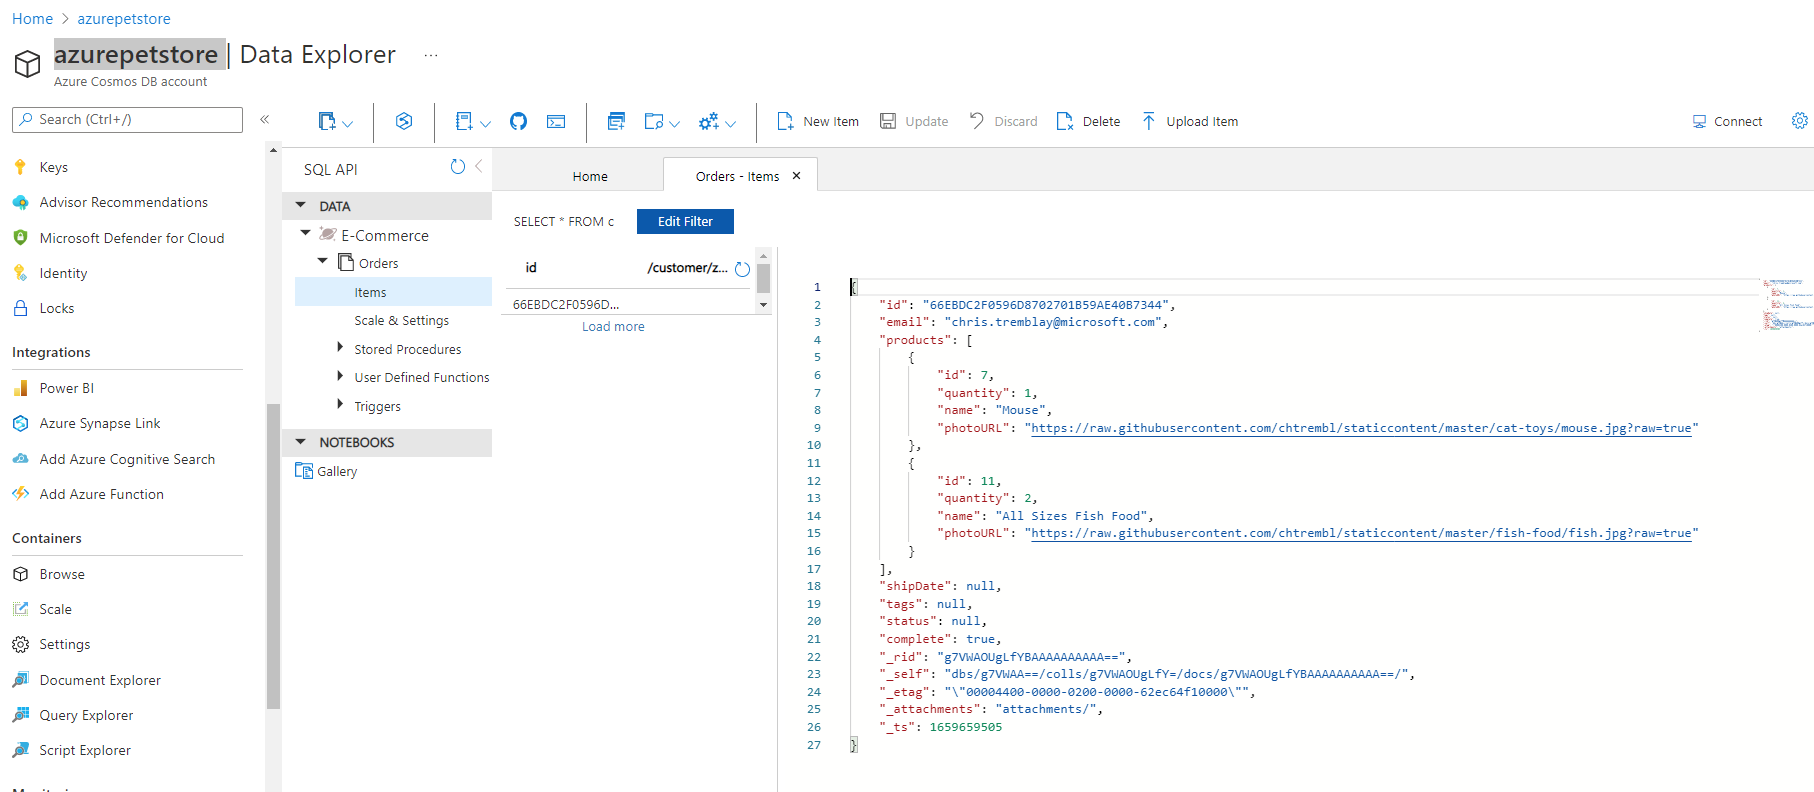 Home > azurepetstore
azurepetstore | Data Explorer ...
Azure Cosmos DB account
Search (Ctrl+/)
«
New Item
Update
Discard
Delete
Upload Item
Connect
Keys
Advisor Recommendations
Microsoft Defender for Cloud
Identity
Locks
Integrations
Power BI
Azure Synapse Link
Add Azure Cognitive Search
Add Azure Function
Containers
Browse
Scale
Settings
Document Explorer
Query Explorer
Script Explorer
SQL API
DATA
E-Commerce
Orders
Items
Scale & Settings
Stored Procedures
User Defined Functions
Triggers
NOTEBOOKS
Gallery
Home
Orders - Items
SELECT * FROM c
Edit Filter
id /customer/z...
66EBDC2F0596D...
Load more
1 {
2 "id": "66EBDC2F0596D8702701B59AE40B7344",
3 "email": "chris.tremblay@microsoft.com",
4 "products": [
5 {
6 "id": 7,
7 "quantity": 1,
8 "name": "Mouse",
9 "photoURL": "https://raw.githubusercontent.com/chtrembl/staticcontent/master/cat-toys/mouse.jpg?raw=true"
10 },
11 {
12 "id": 11,
13 "quantity": 2,
14 "name": "All Sizes Fish Food",
15 "photoURL": "https://raw.githubusercontent.com/chtrembl/staticcontent/master/fish-food/fish.jpg?raw=true"
16 }
17 ],
18 "shipDate": null,
19 "tags": null,
20 "status": null,
21 "complete": true,
22 "_rid": "g7VWAOUgLfYBAAAAAAAAAA==",
23 "_self": "dbs/g7VWAA==/colls/g7VWAOUgLfY=/docs/g7VWAOUgLfYBAAAAAAAAAA==/",
24 "_etag": "\"00004400-0000-0200-0000-62ec64f10000\"",
25 "_attachments": "attachments/",
26 "_ts": 1659659505
27 }